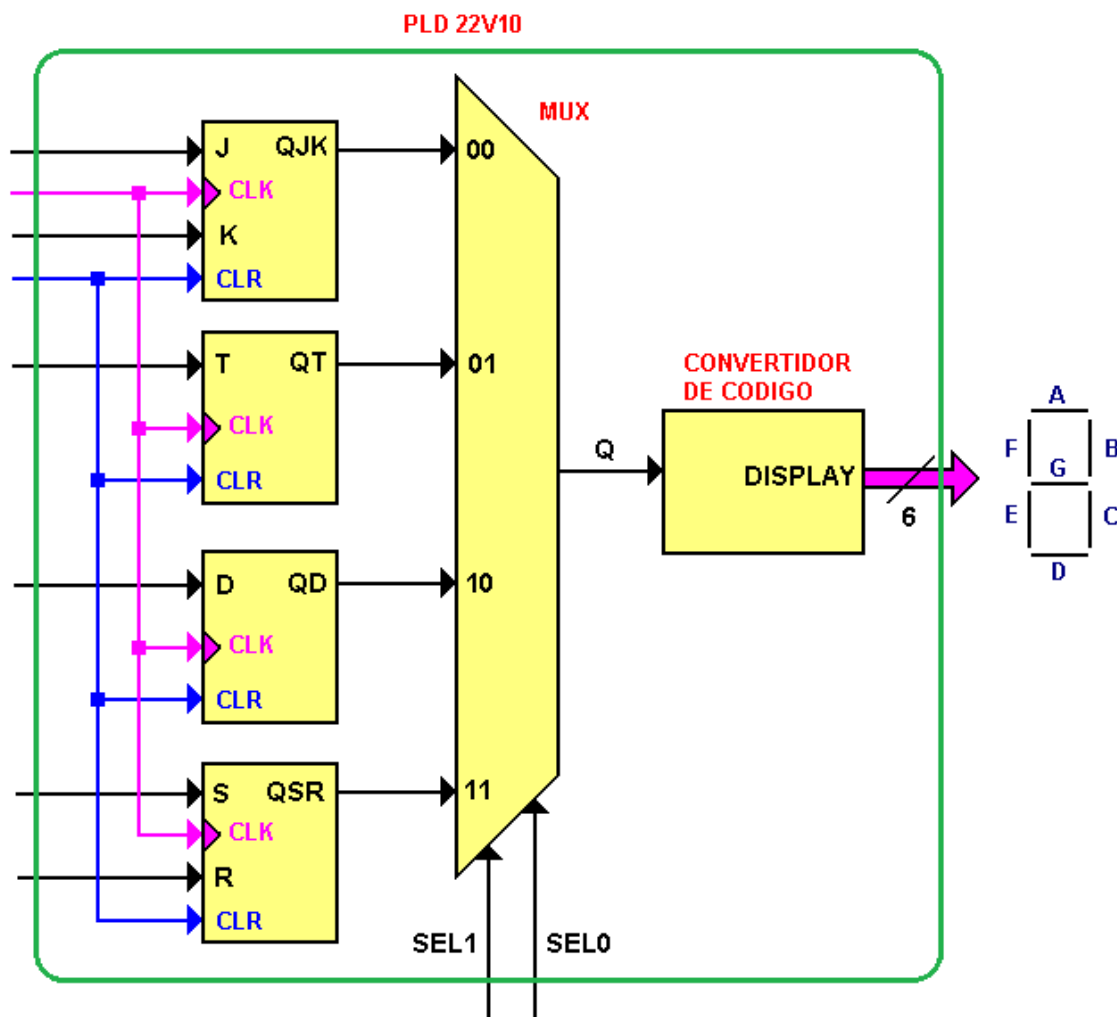 PLD 22V10
MUX
J QJK
CLK
K
CLR
00
T QT
CLK
CLR
01
D QD
CLK
CLR
10
S QSR
CLK
R
CLR
11
SEL1
SEL0
Q
CONVERTIDOR
DE CODIGO
DISPLAY
6
A
F B
G
E C
D